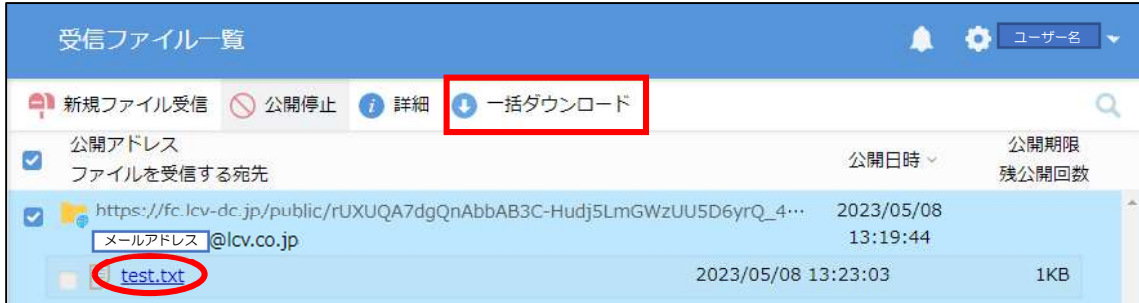 受信ファイル一覧
ユーザー名
新規ファイル受信 公開停止 詳細 一括ダウンロード
公開アドレス
ファイルを受信する宛先
公開日時
公開期限
残公開回数
https://fc.lcv-dc.jp/public/rUXUQA7dgQnAbbAB3C-Hudj5LmGWzUU5D6yrQ_4…
2023/05/08
13:19:44
メールアドレス @lcv.co.jp
test.txt 2023/05/08 13:23:03 1KB